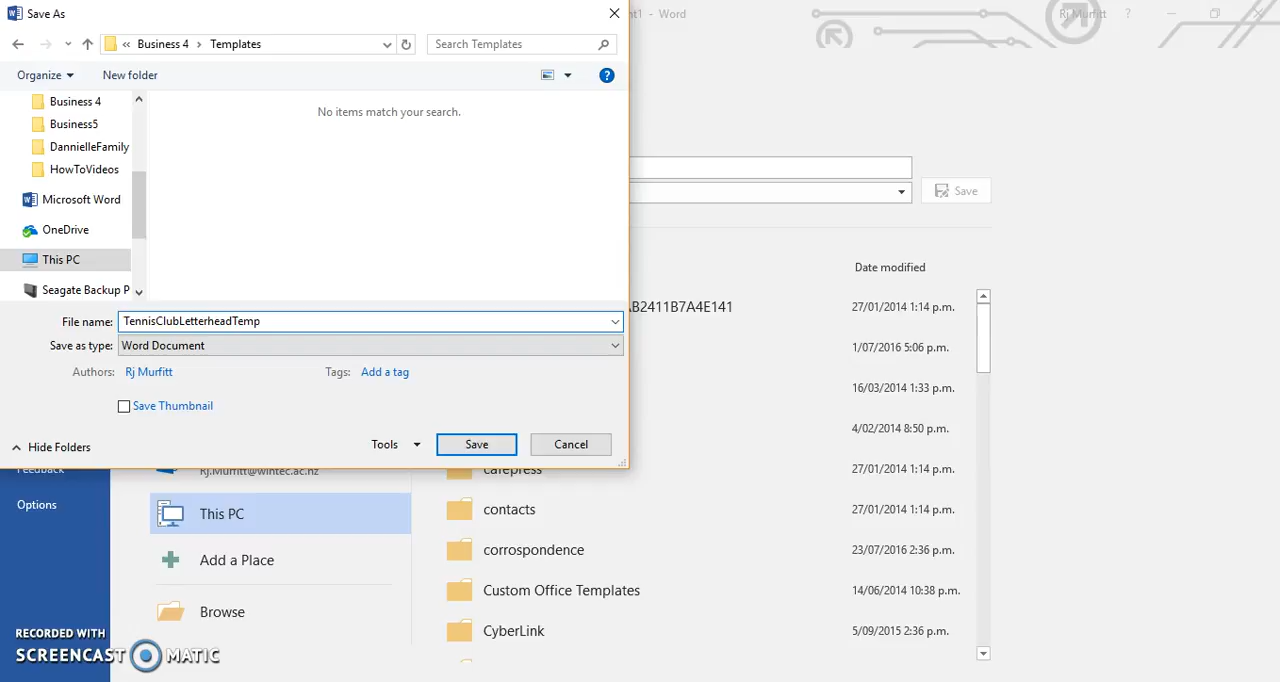 Save As
nt1 - Word
Rj Murfitt
?
« Business 4 › Templates
Search Templates
Organize
New folder
?
Business 4
Business5
DannielleFamily
HowToVideos
Microsoft Word
OneDrive
This PC
Seagate Backup P
No items match your search.
File name: TennisClubLetterheadTemp
Save as type: Word Document
Authors: Rj Murfitt
Tags: Add a tag
Save Thumbnail
Hide Folders
Tools
Save
Cancel
Save
Date modified
AB2411B7A4E141
27/01/2014 1:14 p.m.
1/07/2016 5:06 p.m.
16/03/2014 1:33 p.m.
4/02/2014 8:50 p.m.
Feedback
Rj.Murfitt@wintec.ac.nz
cafepress
27/01/2014 1:14 p.m.
Options
This PC
contacts
27/01/2014 1:14 p.m.
corrospondence
23/07/2016 2:36 p.m.
Add a Place
Custom Office Templates
14/06/2014 10:38 p.m.
Browse
CyberLink
5/09/2015 2:36 p.m.
RECORDED WITH
SCREENCAST MATIC